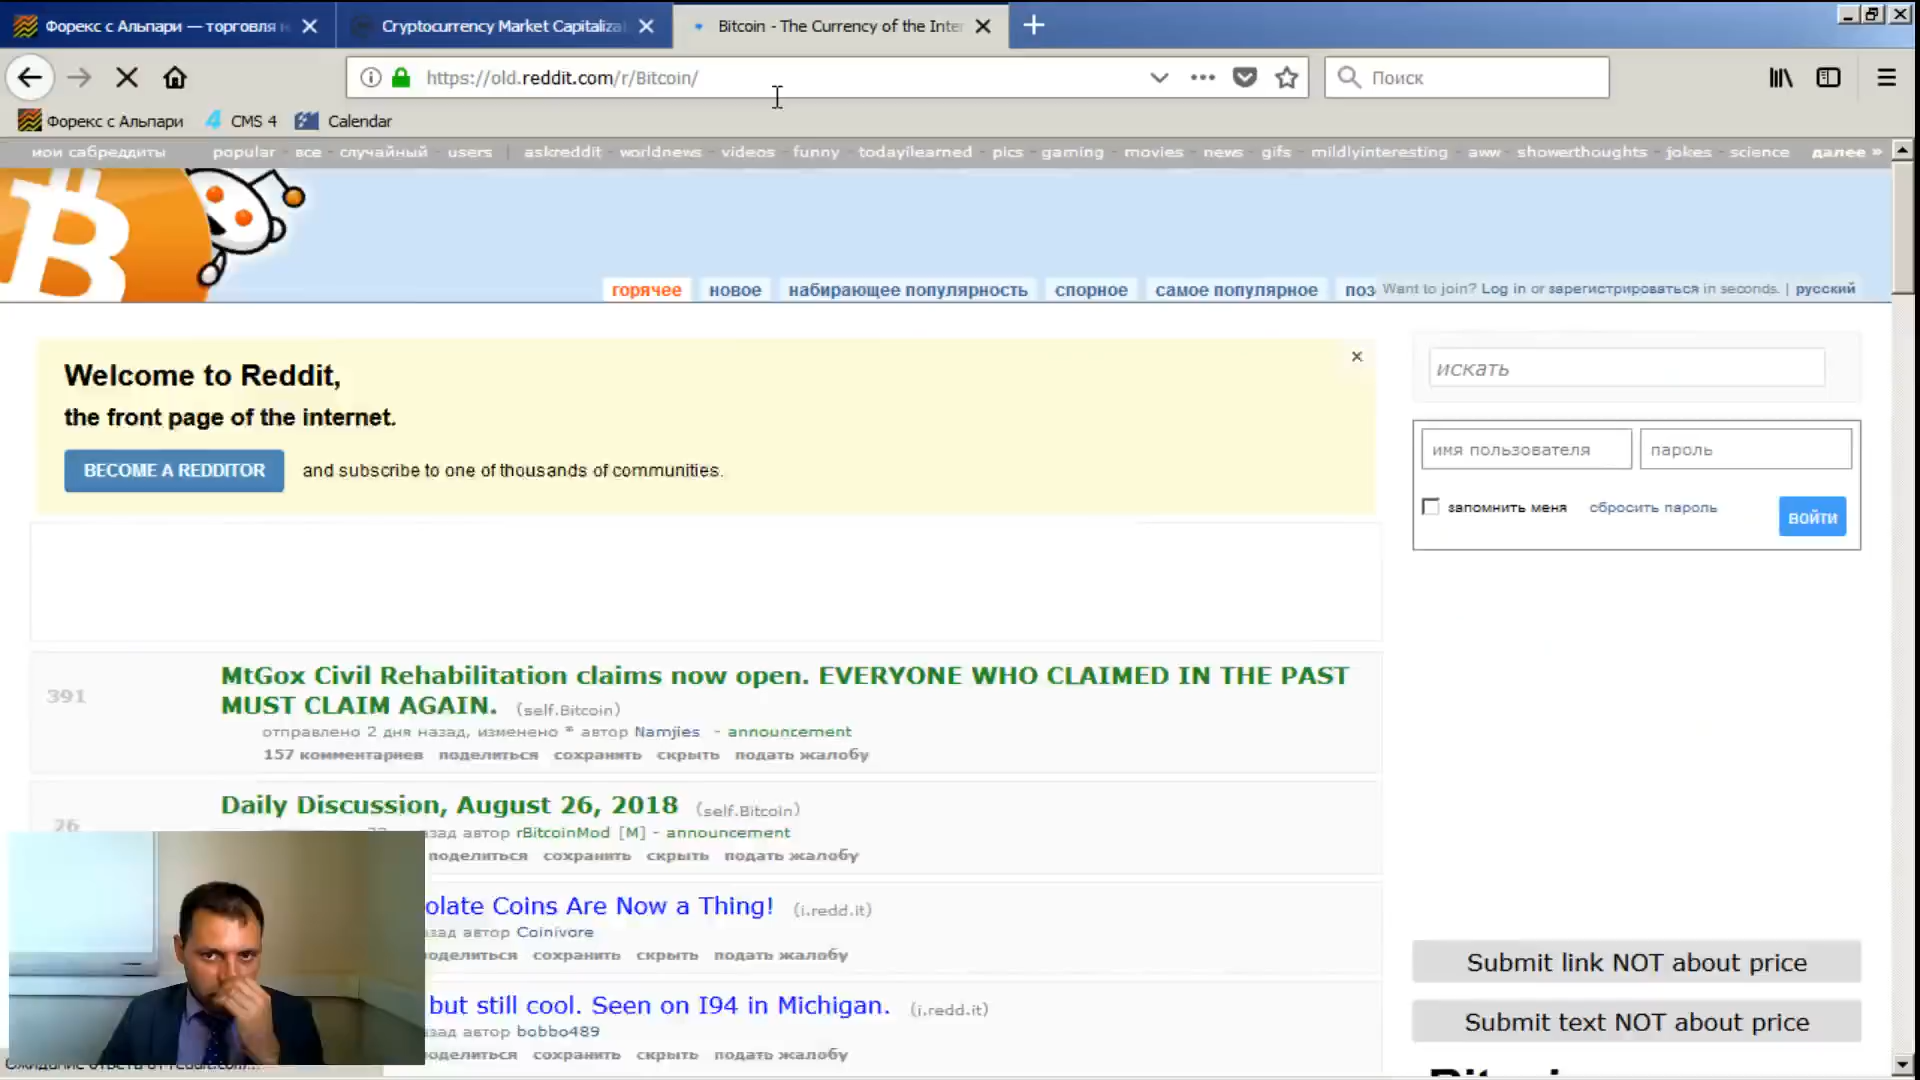 Форекс с Альпари — торговля н
Cryptocurrency Market Capitaliza
Bitcoin - The Currency of the Inter
https://old.reddit.com/r/Bitcoin/
Поиск
Форекс с Альпари
CMS 4
Calendar
мои сабреддиты popular - все - случайный - users | askreddit - worldnews - videos - funny - todayilearned - pics - gaming - movies - news - gifs - mildlyinteresting - aww - showerthoughts - jokes - science далее »
горячее новое набирающее популярность спорное самое популярное поз
Want to join? Log in or зарегистрироваться in seconds. | русский
Welcome to Reddit,
the front page of the internet.
BECOME A REDDITOR and subscribe to one of thousands of communities.
искать
имя пользователя пароль
запомнить меня сбросить пароль войти
391
MtGox Civil Rehabilitation claims now open. EVERYONE WHO CLAIMED IN THE PAST
MUST CLAIM AGAIN. (self.Bitcoin)
отправлено 2 дня назад, изменено * автор Namjies - announcement
157 комментариев поделиться сохранить скрыть подать жалобу
26
Daily Discussion, August 26, 2018 (self.Bitcoin)
азад автор rBitcoinMod [M] - announcement
поделиться сохранить скрыть подать жалобу
olate Coins Are Now a Thing! (i.redd.it)
азад автор Coinivore
поделиться сохранить скрыть подать жалобу
but still cool. Seen on I94 in Michigan. (i.redd.it)
азад автор bobbo489
поделиться сохранить скрыть подать жалобу
Submit link NOT about price
Submit text NOT about price